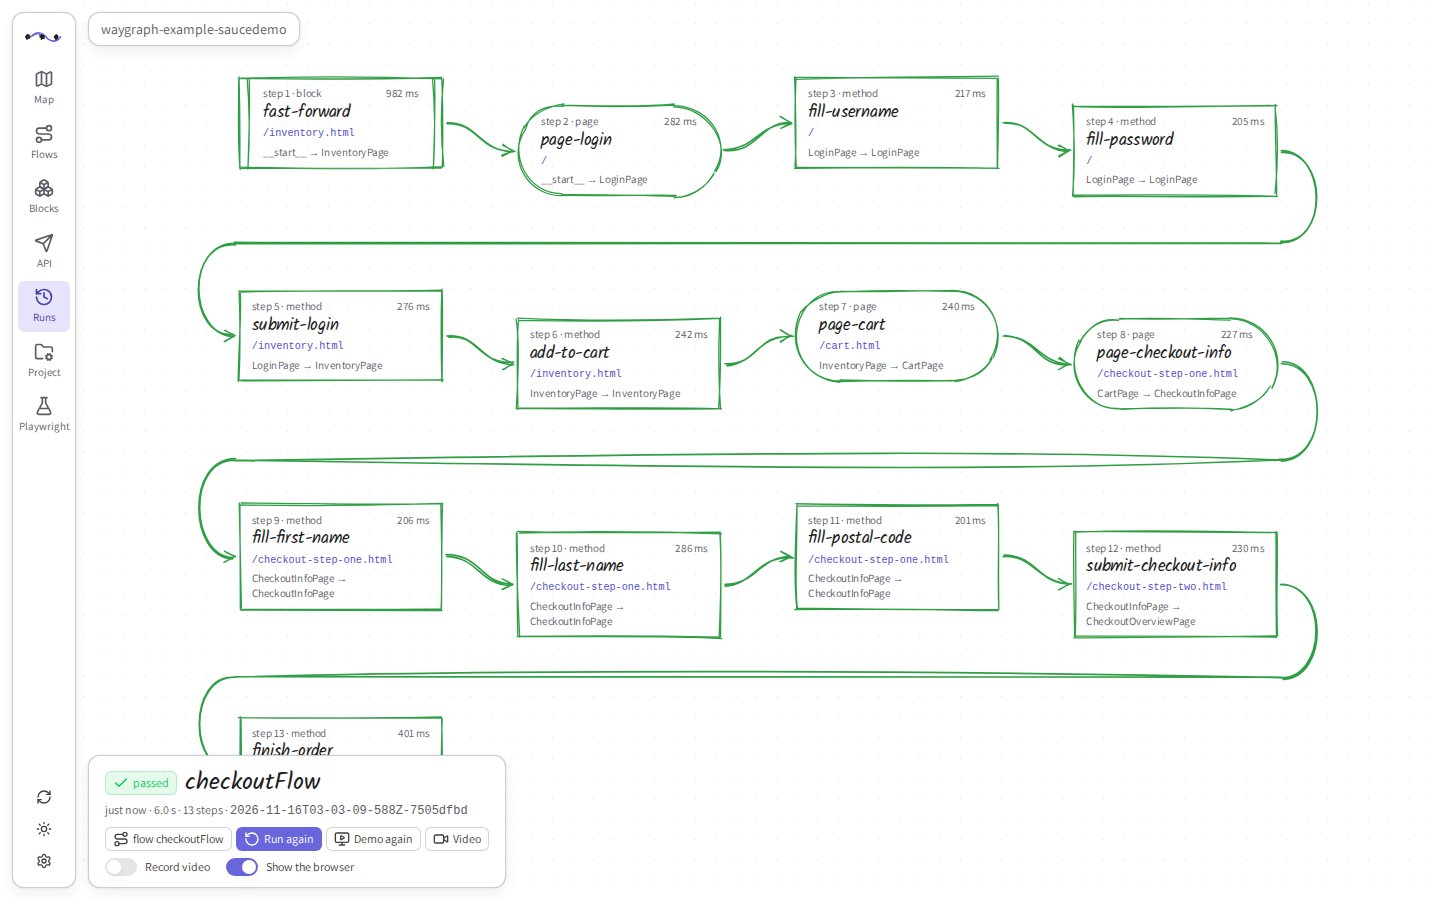 waygraph-example-saucedemo
Map
Flows
Blocks
API
Runs
Project
Playwright
step 1 · block 982 ms
fast-forward
/inventory.html
__start__ → InventoryPage
step 2 · page 282 ms
page-login
/
__start__ → LoginPage
step 3 · method 217 ms
fill-username
/
LoginPage → LoginPage
step 4 · method 205 ms
fill-password
/
LoginPage → LoginPage
step 5 · method 276 ms
submit-login
/inventory.html
LoginPage → InventoryPage
step 6 · method 242 ms
add-to-cart
/inventory.html
InventoryPage → InventoryPage
step 7 · page 240 ms
page-cart
/cart.html
InventoryPage → CartPage
step 8 · page 227 ms
page-checkout-info
/checkout-step-one.html
CartPage → CheckoutInfoPage
step 9 · method 206 ms
fill-first-name
/checkout-step-one.html
CheckoutInfoPage →
CheckoutInfoPage
step 10 · method 286 ms
fill-last-name
/checkout-step-one.html
CheckoutInfoPage →
CheckoutInfoPage
step 11 · method 201 ms
fill-postal-code
/checkout-step-one.html
CheckoutInfoPage →
CheckoutInfoPage
step 12 · method 230 ms
submit-checkout-info
/checkout-step-two.html
CheckoutInfoPage →
CheckoutOverviewPage
step 13 · method 401 ms
finish-order
passed checkoutFlow
just now · 6.0 s · 13 steps · 2026-11-16T03-03-09-588Z-7505dfbd
flow checkoutFlow Run again Demo again Video
Record video Show the browser